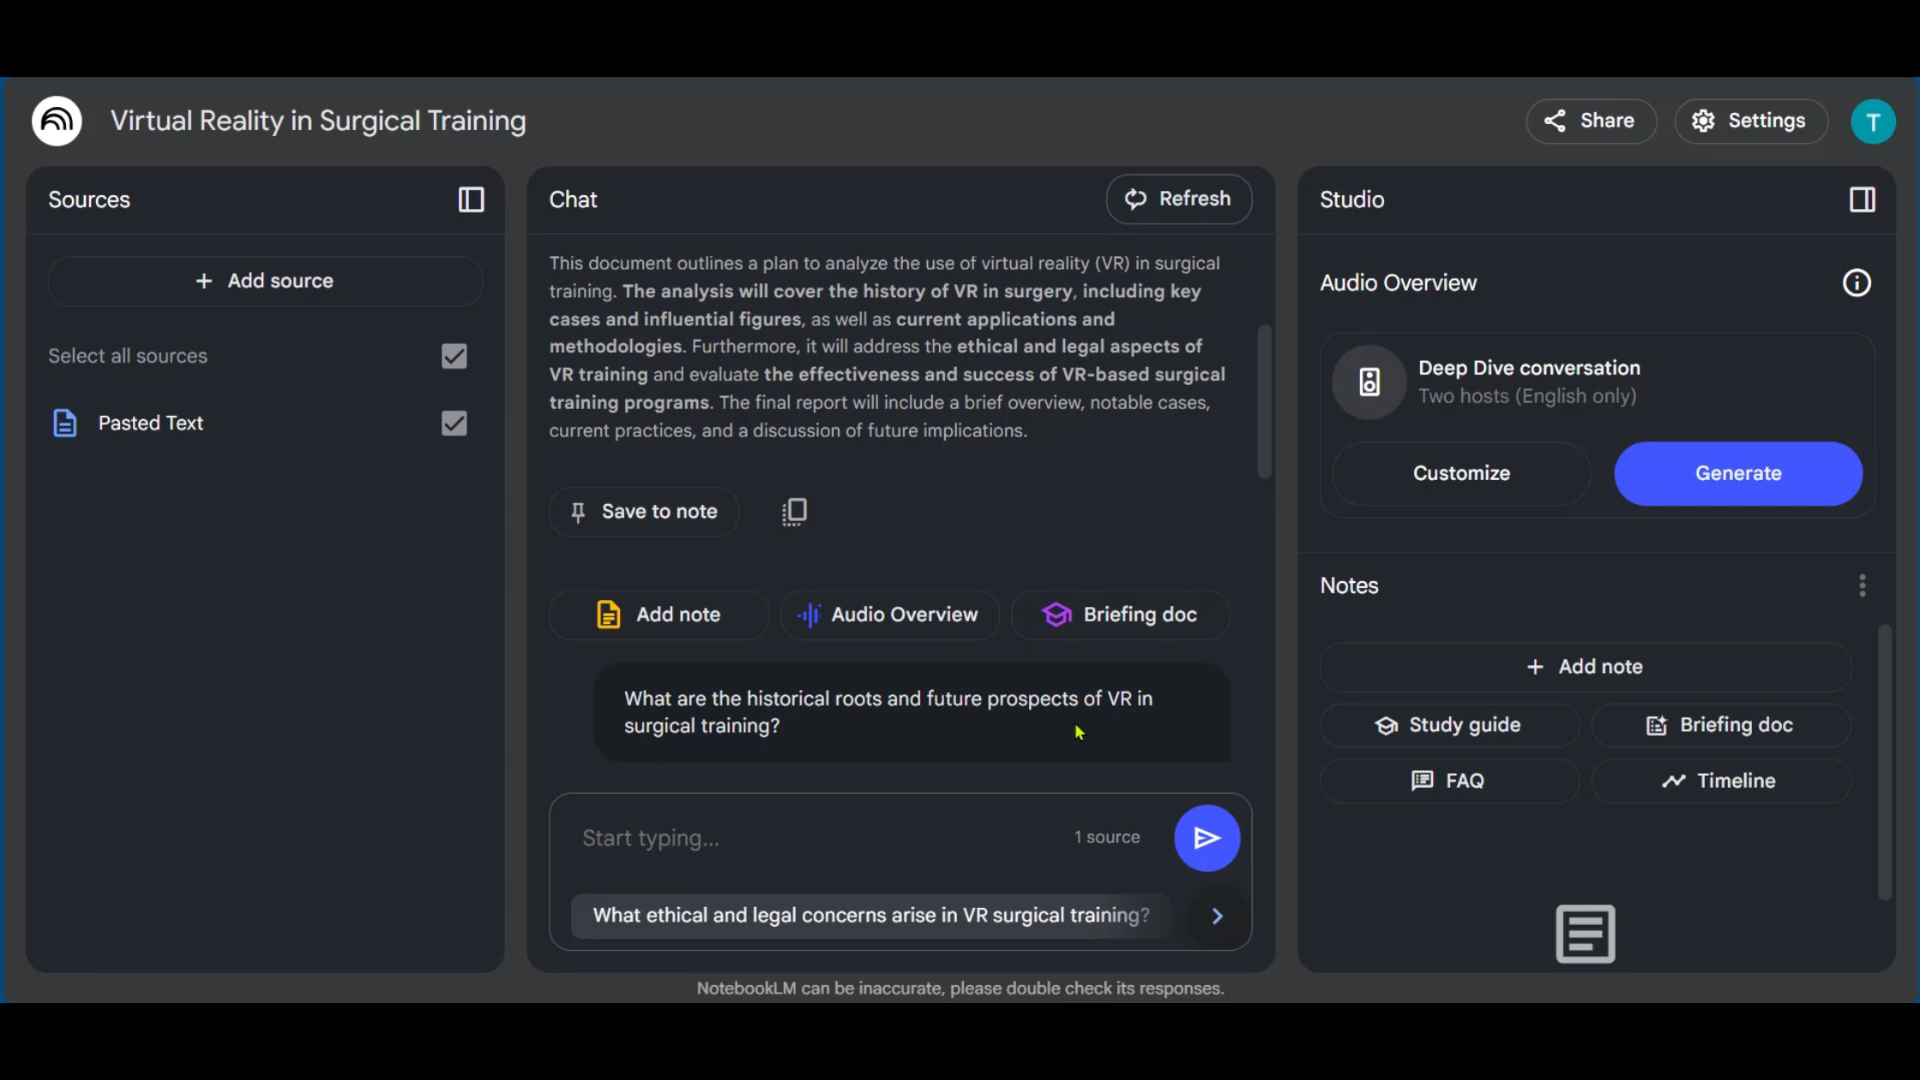 Virtual Reality in Surgical Training
Share
Settings
T
Sources
Add source
Select all sources
Pasted Text
Chat
Refresh
This document outlines a plan to analyze the use of virtual reality (VR) in surgical
training. The analysis will cover the history of VR in surgery, including key
cases and influential figures, as well as current applications and
methodologies. Furthermore, it will address the ethical and legal aspects of
VR training and evaluate the effectiveness and success of VR-based surgical
training programs. The final report will include a brief overview, notable cases,
current practices, and a discussion of future implications.
Save to note
Add note
Audio Overview
Briefing doc
What are the historical roots and future prospects of VR in
surgical training?
Start typing...
1 source
What ethical and legal concerns arise in VR surgical training?
NotebookLM can be inaccurate, please double check its responses.
Studio
Audio Overview
Deep Dive conversation
Two hosts (English only)
Customize
Generate
Notes
Add note
Study guide
Briefing doc
FAQ
Timeline